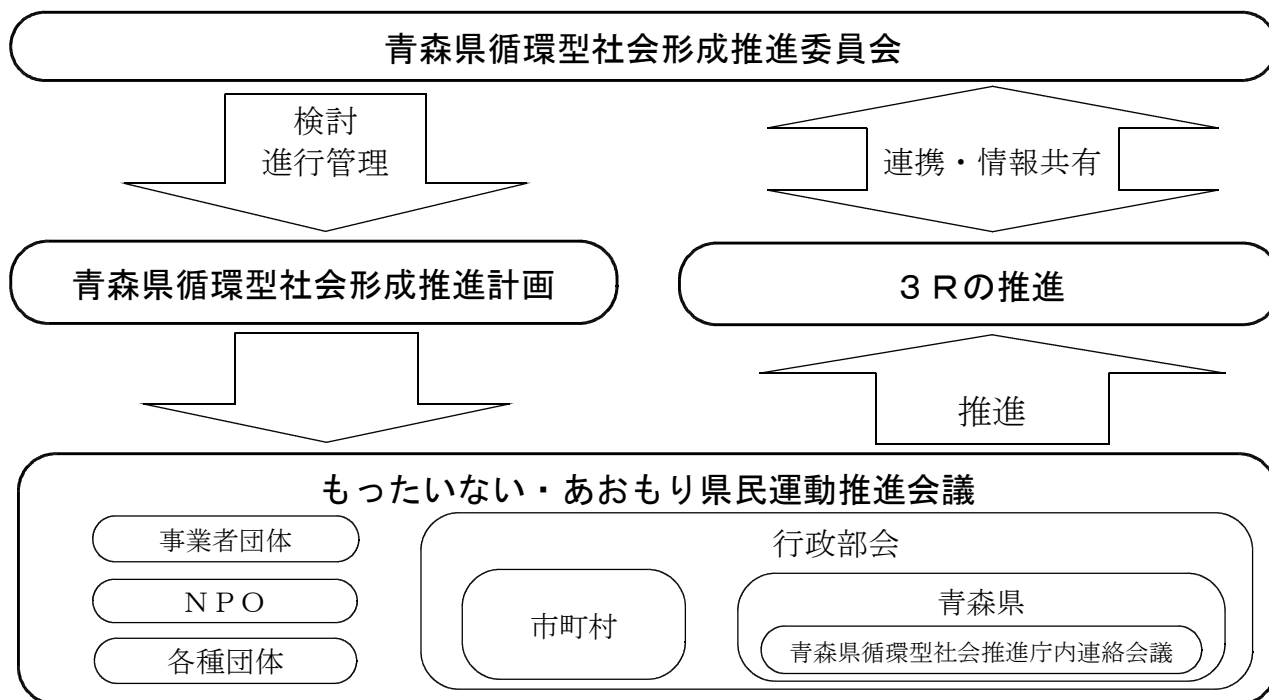 青森県循環型社会形成推進委員会
検討
進行管理
連携・情報共有
青森県循環型社会形成推進計画
３Ｒの推進
推進
もったいない・あおもり県民運動推進会議
事業者団体
ＮＰＯ
各種団体
行政部会
市町村
青森県
青森県循環型社会推進庁内連絡会議